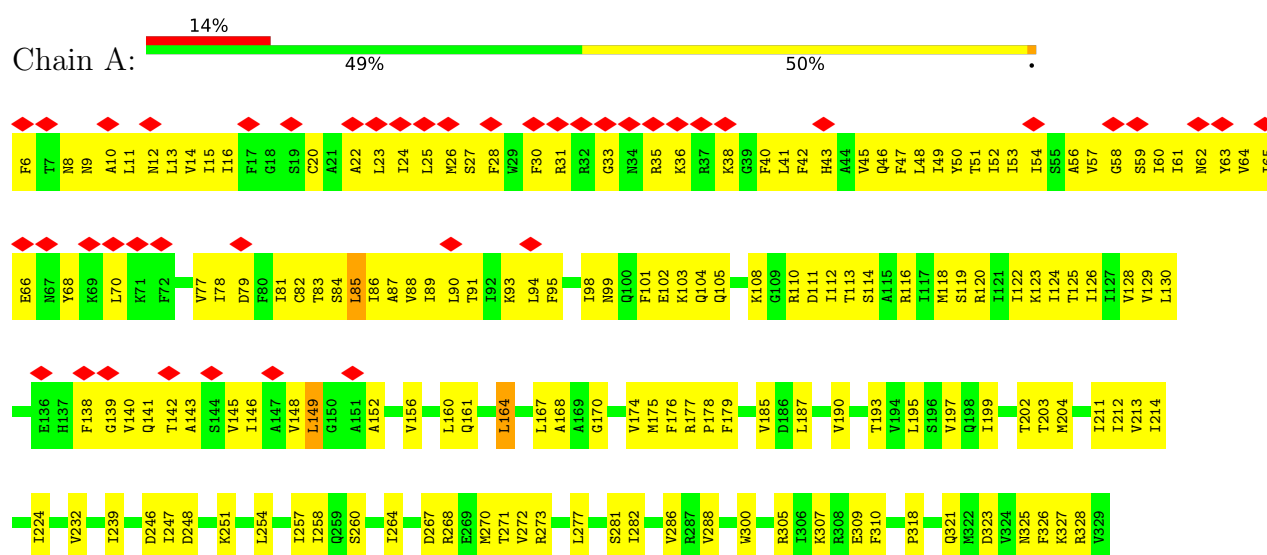 14%
Chain A:
49% 50% •
F6 T7 N8 N9 A10 L11 N12 L13 V14 I15 I16 F17 G18 S19 C20 A21 A22 L23 I24 L25 M26 S27 F28 W29 F30 R31 R32 G33 N34 R35 K36 R37 K38 G39 F40 L41 F42 H43 A44 V45 Q46 F47 L48 I49 Y50 T51 I52 I53 I54 S55 A56 V57 G58 S59 I60 I61 N62 Y63 V64 I65
E66 N67 Y68 K69 L70 K71 F72 V77 I78 D79 F80 I81 C82 T83 S84 L85 I86 A87 V88 I89 L90 T91 I92 K93 L94 F95 I98 N99 Q100 F101 E102 K103 Q104 Q105 K108 G109 R110 D111 I112 T113 S114 A115 R116 I117 M118 S119 R120 I121 I122 K123 I124 T125 I126 I127 V128 V129 L130
E136 H137 F138 G139 V140 Q141 T142 A143 S144 V145 I146 A147 V148 L149 G150 A151 A152 V156 L160 Q161 L164 L167 A168 A169 G170 V174 M175 F176 R177 P178 F179 V185 D186 L187 V190 T193 V194 L195 S196 V197 Q198 I199 T202 T203 M204 I211 I212 V213 I214
I224 V232 I239 D246 I247 D248 K251 L254 I257 I258 Q259 S260 I264 D267 R268 E269 M270 T271 V272 R273 L277 S281 I282 V286 R287 V288 W300 R305 I306 K307 R308 E309 F310 P318 Q321 M322 D323 V324 N325 F326 K327 R328 V329